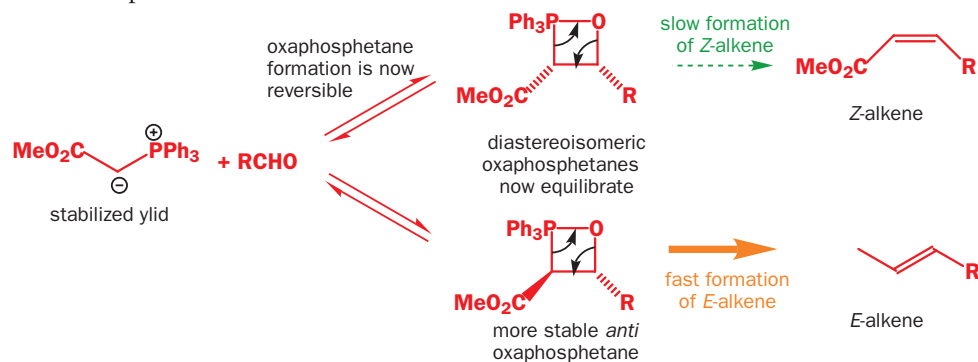 oxaphosphetane
formation is now
reversible
MeO2C
PPh3
+ RCHO
stabilized ylid
Ph3P
O
MeO2C
R
diastereoisomeric
oxaphosphetanes
now equilibrate
slow formation
of Z-alkene
MeO2C
R
Z-alkene
Ph3P
O
MeO2C
R
more stable anti
oxaphosphetane
fast formation
of E-alkene
R
E-alkene